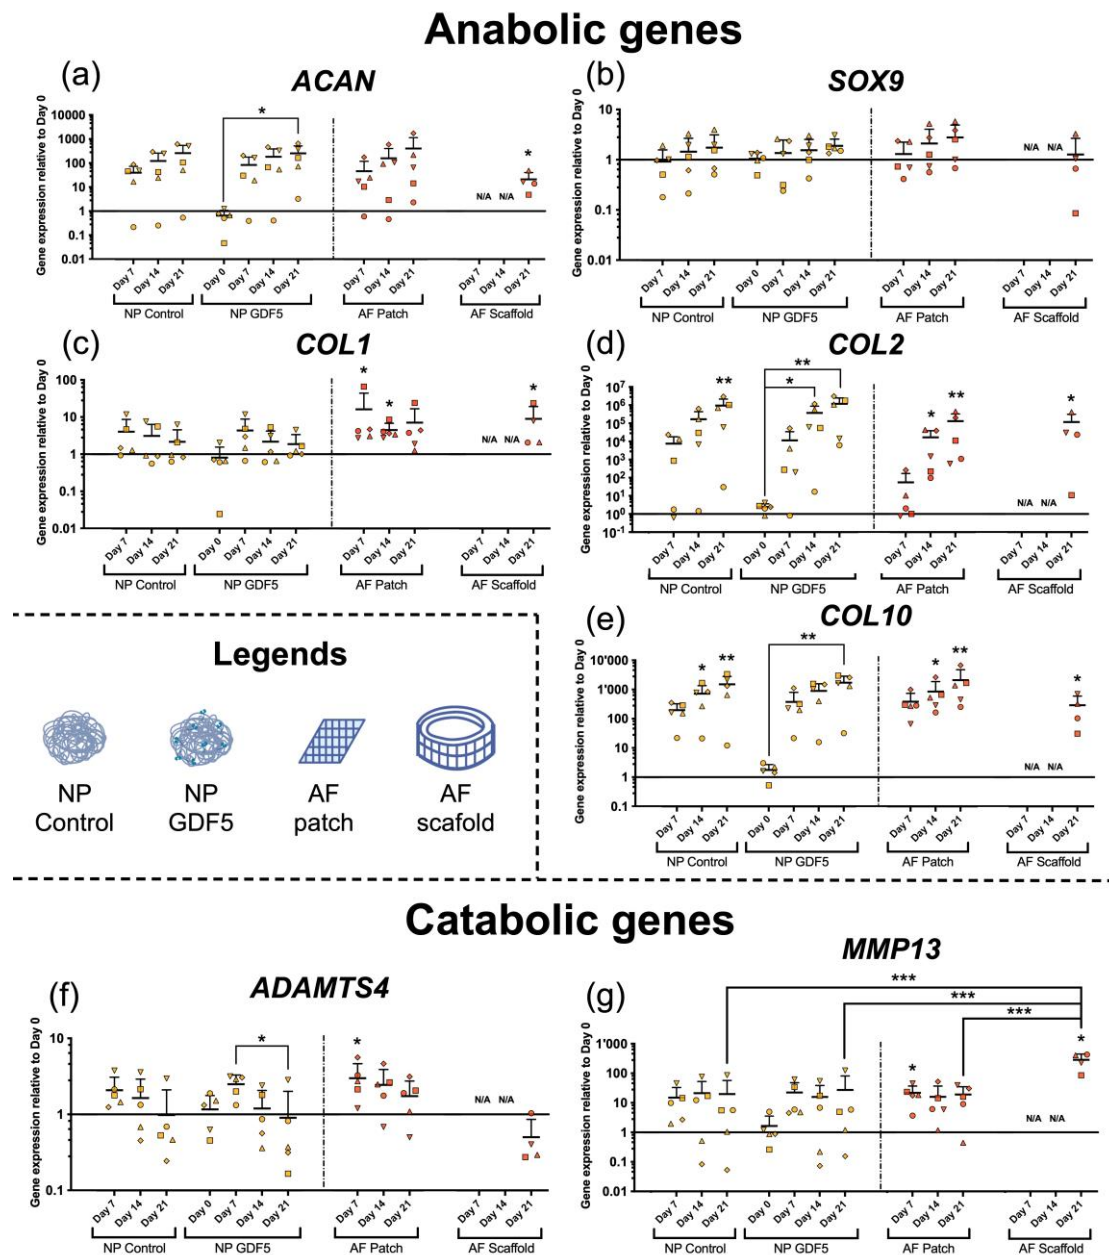 Anabolic genes
(a)
ACAN
Gene expression relative to Day 0
10000
1000
100
10
1
0.1
0.01
*
*
N/A N/A
Day 7 Day 14 Day 21 Day 0 Day 7 Day 14 Day 21 Day 7 Day 14 Day 21 Day 7 Day 14 Day 21
NP Control NP GDF5 AF Patch AF Scaffold
(b)
SOX9
Gene expression relative to Day 0
10
1
0.1
0.01
N/A N/A
Day 7 Day 14 Day 21 Day 0 Day 7 Day 14 Day 21 Day 7 Day 14 Day 21 Day 7 Day 14 Day 21
NP Control NP GDF5 AF Patch AF Scaffold
(c)
COL1
Gene expression relative to Day 0
100
10
1
0.1
0.01
* * *
N/A N/A
Day 7 Day 14 Day 21 Day 0 Day 7 Day 14 Day 21 Day 7 Day 14 Day 21 Day 7 Day 14 Day 21
NP Control NP GDF5 AF Patch AF Scaffold
(d)
COL2
Gene expression relative to Day 0
10⁷
10⁶
10⁵
10⁴
10³
10²
10¹
10⁰
10⁻¹
** * ** * ** *
N/A N/A
Day 7 Day 14 Day 21 Day 0 Day 7 Day 14 Day 21 Day 7 Day 14 Day 21 Day 7 Day 14 Day 21
NP Control NP GDF5 AF Patch AF Scaffold
Legends
NP Control
NP GDF5
AF patch
AF scafold
(e)
COL10
Gene expression relative to Day 0
10'000
1'000
100
10
1
0.1
* ** ** * ** *
N/A N/A
Day 7 Day 14 Day 21 Day 0 Day 7 Day 14 Day 21 Day 7 Day 14 Day 21 Day 7 Day 14 Day 21
NP Control NP GDF5 AF Patch AF Scaffold
Catabolic genes
(f)
ADAMTS4
Gene expression relative to Day 0
10
1
0.1
* *
N/A N/A
Day 7 Day 14 Day 21 Day 0 Day 7 Day 14 Day 21 Day 7 Day 14 Day 21 Day 7 Day 14 Day 21
NP Control NP GDF5 AF Patch AF Scaffold
(g)
MMP13
Gene expression relative to Day 0
1'000
100
10
1
0.1
0.01
***
***
***
* *
N/A N/A
Day 7 Day 14 Day 21 Day 0 Day 7 Day 14 Day 21 Day 7 Day 14 Day 21 Day 7 Day 14 Day 21
NP Control NP GDF5 AF Patch AF Scaffold